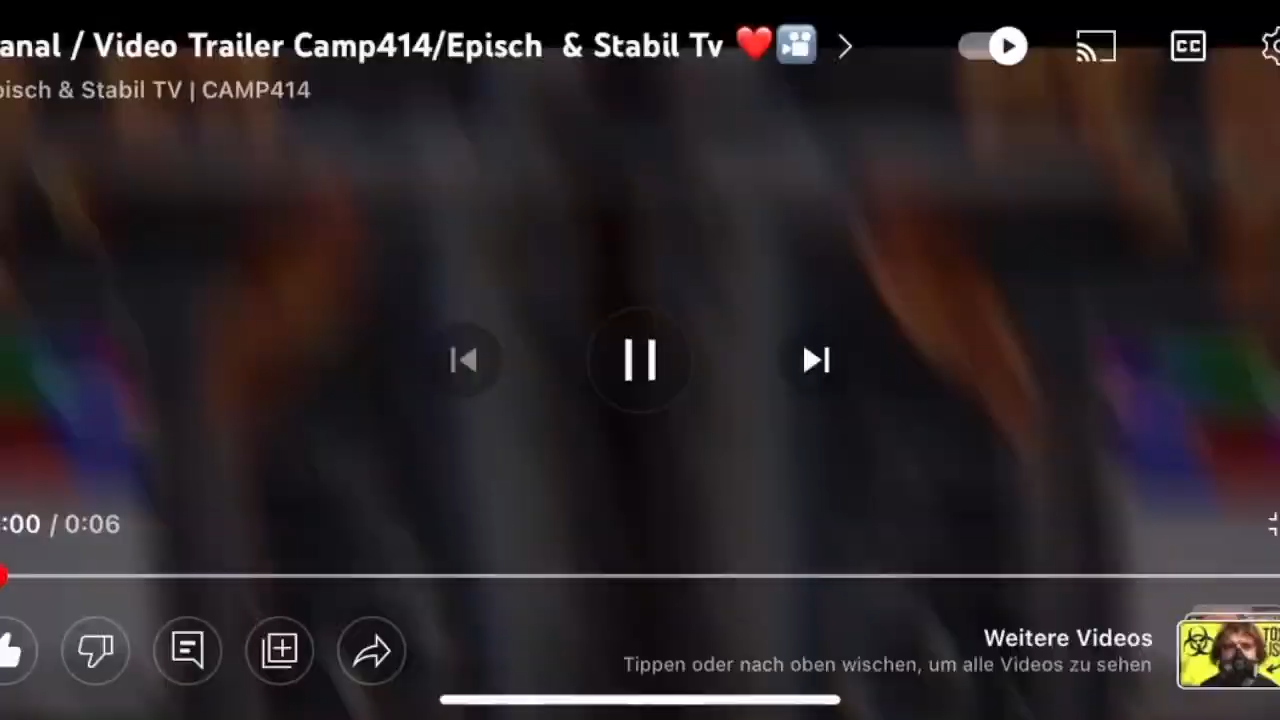 anal / Video Trailer Camp414/Episch & Stabil Tv ❤️🎦
pisch & Stabil TV | CAMP414
CC
:00 / 0:06
Weitere Videos
Tippen oder nach oben wischen, um alle Videos zu sehen